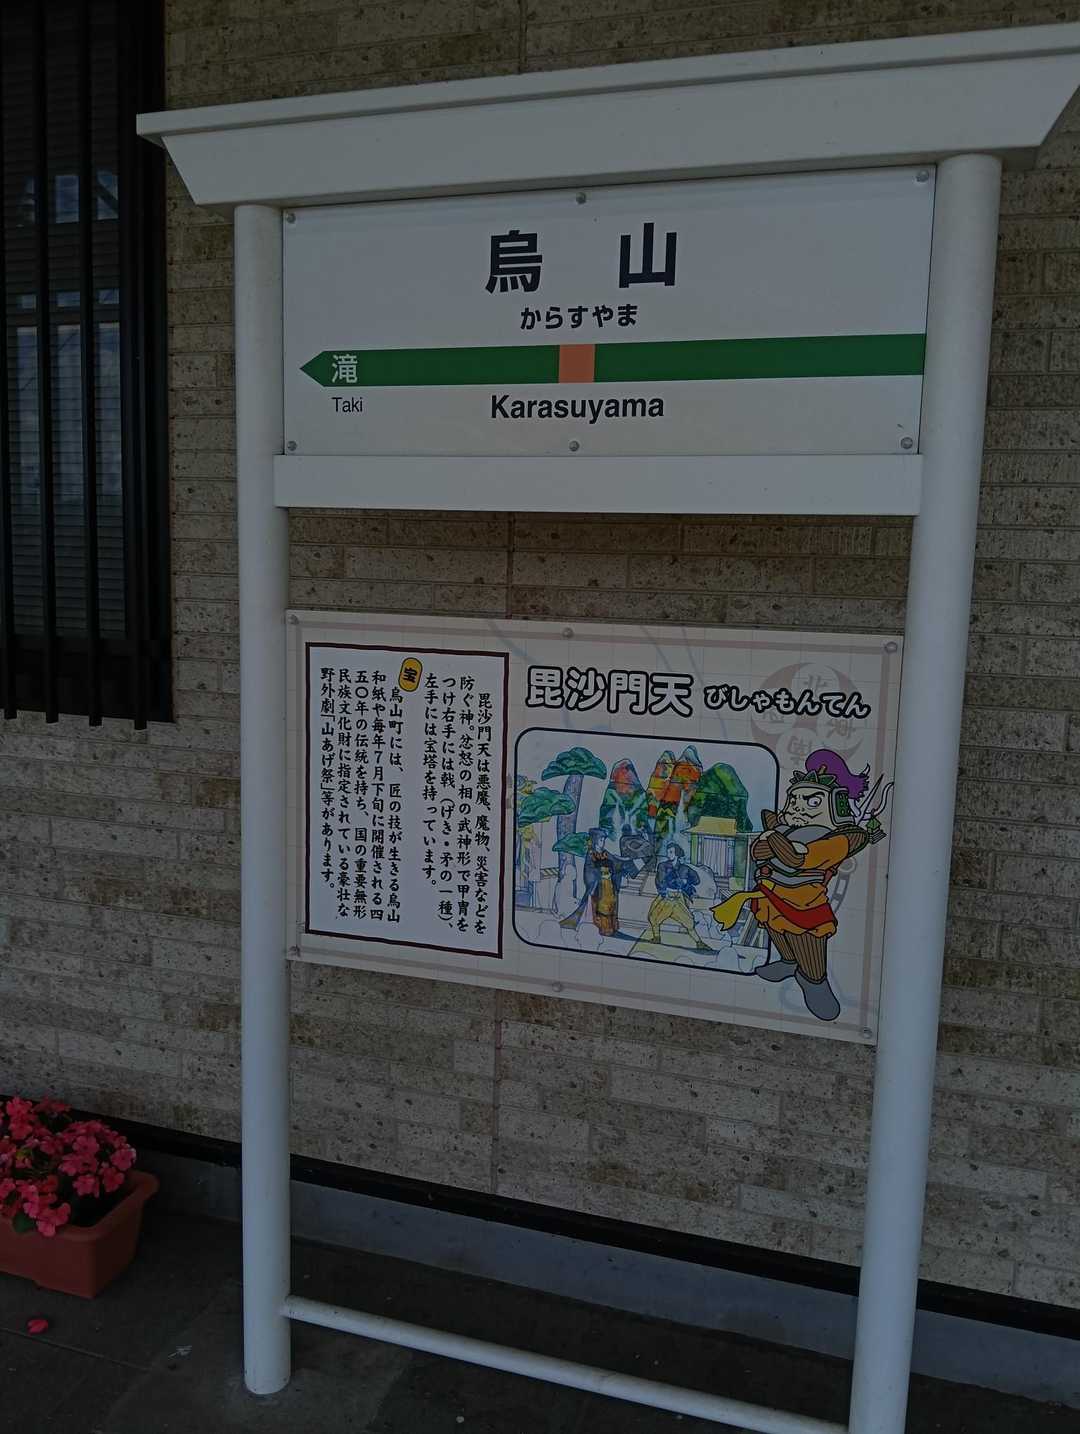 烏山
からすやま
滝
Taki
Karasuyama
毘沙門天 びしゃもんてん
毘沙門天は悪魔、魔物、災害などを
防ぐ神。忿怒の相の武神形で甲冑を
つけ右手には戟（げき・矛の一種）、
左手には宝塔を持っています。
宝
烏山町には、匠の技が生きる烏山
和紙や毎年７月下旬に開催される四
五〇年の伝統を持ち、国の重要無形
民族文化財に指定されている豪壮な
野外劇「山あげ祭」等があります。